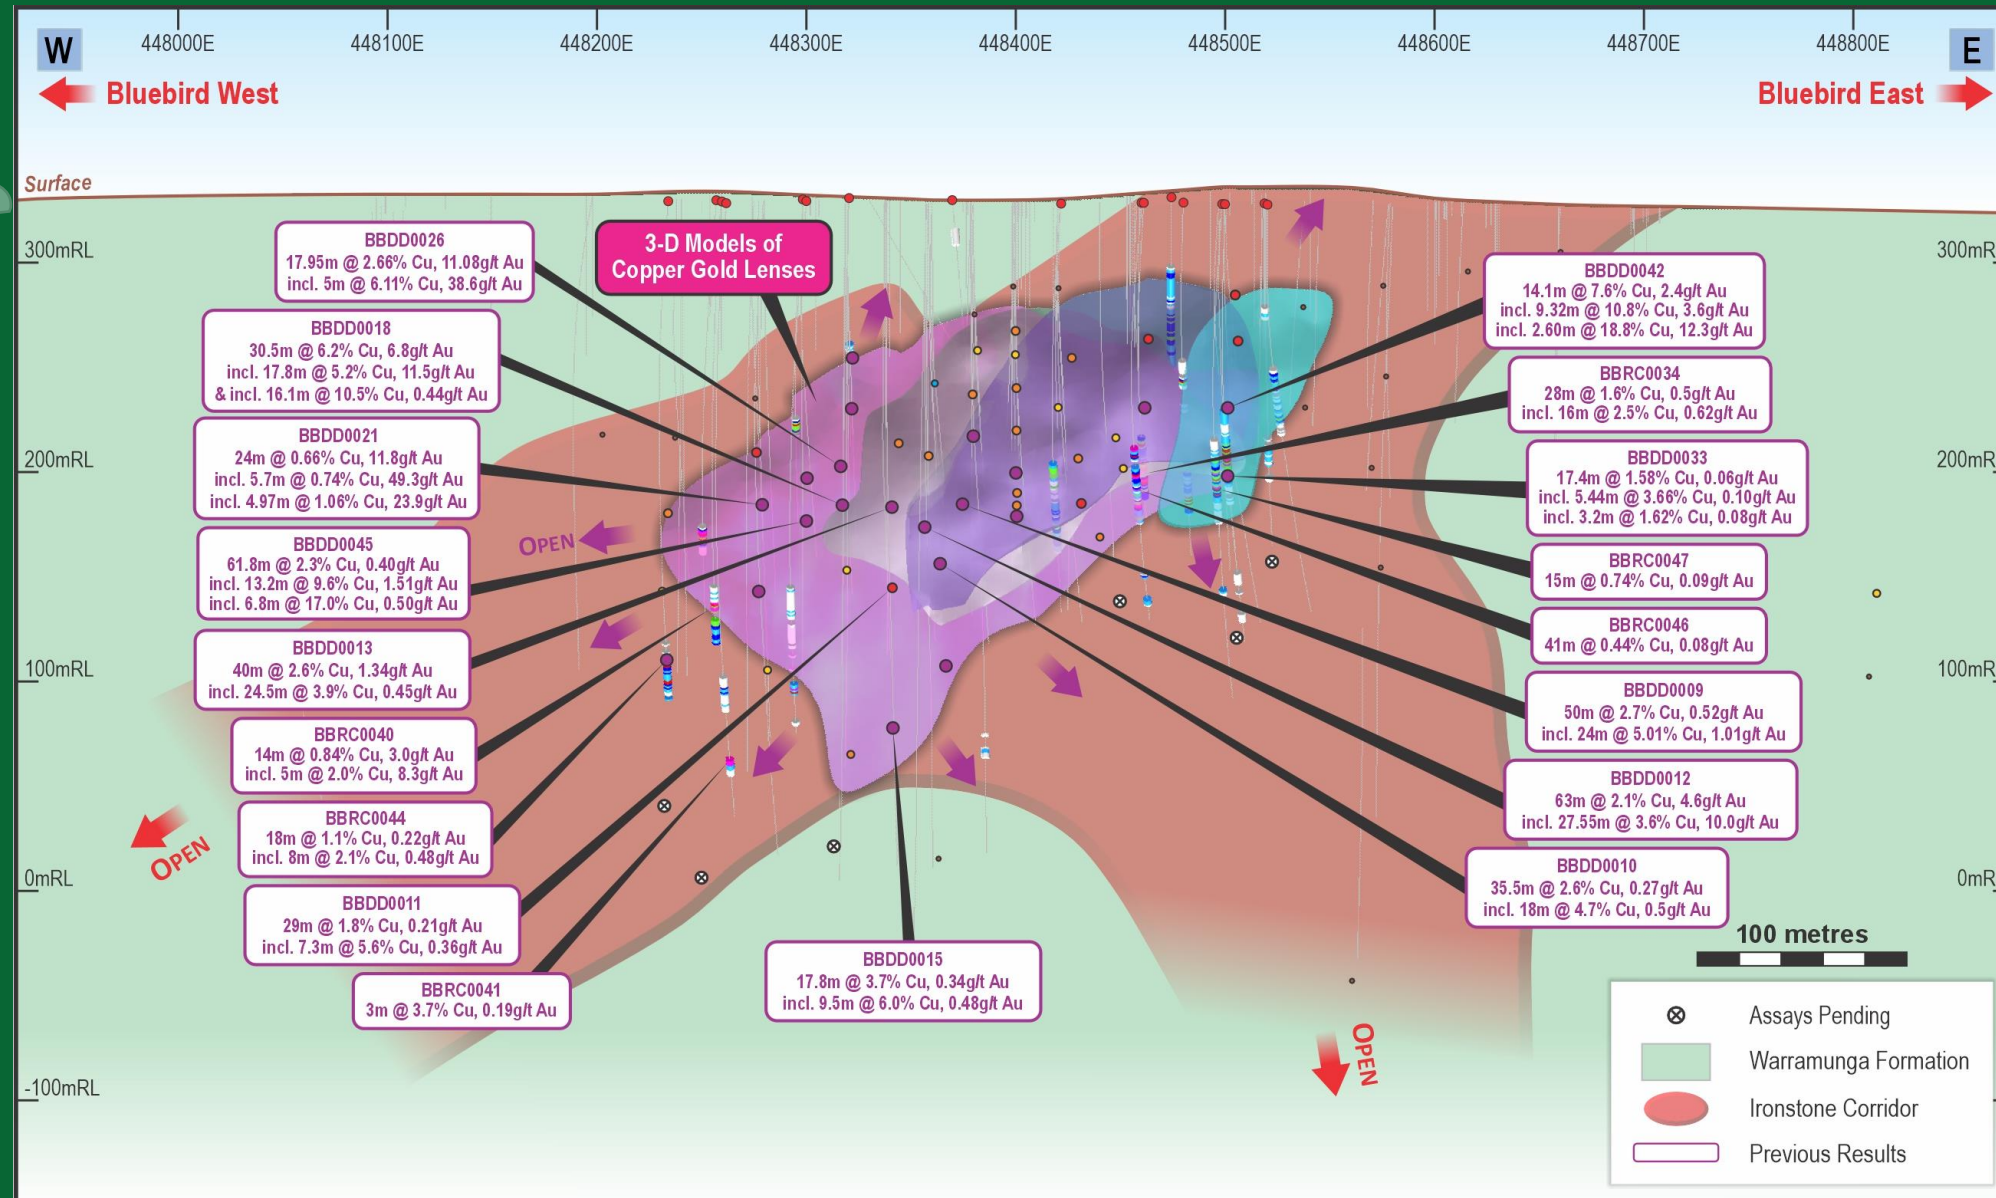 W
448000E
448100E
448200E
448300E
448400E
448500E
448600E
448700E
448800E
E
Bluebird West
Bluebird East
Surface
300mRL
200mRL
100mRL
0mRL
-100mRL
300mR
200mR
100mR
0mR
3-D Models of
Copper Gold Lenses
BBDD0026
17.95m @ 2.66% Cu, 11.08g/t Au
incl. 5m @ 6.11% Cu, 38.6g/t Au
BBDD0018
30.5m @ 6.2% Cu, 6.8g/t Au
incl. 17.8m @ 5.2% Cu, 11.5g/t Au
& incl. 16.1m @ 10.5% Cu, 0.44g/t Au
BBDD0021
24m @ 0.66% Cu, 11.8g/t Au
incl. 5.7m @ 0.74% Cu, 49.3g/t Au
incl. 4.97m @ 1.06% Cu, 23.9g/t Au
BBDD0045
61.8m @ 2.3% Cu, 0.40g/t Au
incl. 13.2m @ 9.6% Cu, 1.51g/t Au
incl. 6.8m @ 17.0% Cu, 0.50g/t Au
BBDD0013
40m @ 2.6% Cu, 1.34g/t Au
incl. 24.5m @ 3.9% Cu, 0.45g/t Au
BBRC0040
14m @ 0.84% Cu, 3.0g/t Au
incl. 5m @ 2.0% Cu, 8.3g/t Au
BBRC0044
18m @ 1.1% Cu, 0.22g/t Au
incl. 8m @ 2.1% Cu, 0.48g/t Au
BBDD0011
29m @ 1.8% Cu, 0.21g/t Au
incl. 7.3m @ 5.6% Cu, 0.36g/t Au
BBRC0041
3m @ 3.7% Cu, 0.19g/t Au
BBDD0015
17.8m @ 3.7% Cu, 0.34g/t Au
incl. 9.5m @ 6.0% Cu, 0.48g/t Au
BBDD0042
14.1m @ 7.6% Cu, 2.4g/t Au
incl. 9.32m @ 10.8% Cu, 3.6g/t Au
incl. 2.60m @ 18.8% Cu, 12.3g/t Au
BBRC0034
28m @ 1.6% Cu, 0.5g/t Au
incl. 16m @ 2.5% Cu, 0.62g/t Au
BBDD0033
17.4m @ 1.58% Cu, 0.06g/t Au
incl. 5.44m @ 3.66% Cu, 0.10g/t Au
incl. 3.2m @ 1.62% Cu, 0.08g/t Au
BBRC0047
15m @ 0.74% Cu, 0.09g/t Au
BBRC0046
41m @ 0.44% Cu, 0.08g/t Au
BBDD0009
50m @ 2.7% Cu, 0.52g/t Au
incl. 24m @ 5.01% Cu, 1.01g/t Au
BBDD0012
63m @ 2.1% Cu, 4.6g/t Au
incl. 27.55m @ 3.6% Cu, 10.0g/t Au
BBDD0010
35.5m @ 2.6% Cu, 0.27g/t Au
incl. 18m @ 4.7% Cu, 0.5g/t Au
OPEN
OPEN
OPEN
100 metres
Assays Pending
Warramunga Formation
Ironstone Corridor
Previous Results